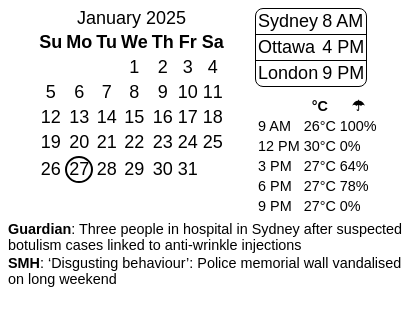 January 2025
Su Mo Tu We Th Fr Sa
1 2 3 4
5 6 7 8 9 10 11
12 13 14 15 16 17 18
19 20 21 22 23 24 25
26 27 28 29 30 31
Sydney 8 AM
Ottawa 4 PM
London 9 PM
°C ☂
9 AM 26°C 100%
12 PM 30°C 0%
3 PM 27°C 64%
6 PM 27°C 78%
9 PM 27°C 0%
Guardian: Three people in hospital in Sydney after suspected
botulism cases linked to anti-wrinkle injections
SMH: ‘Disgusting behaviour’: Police memorial wall vandalised
on long weekend